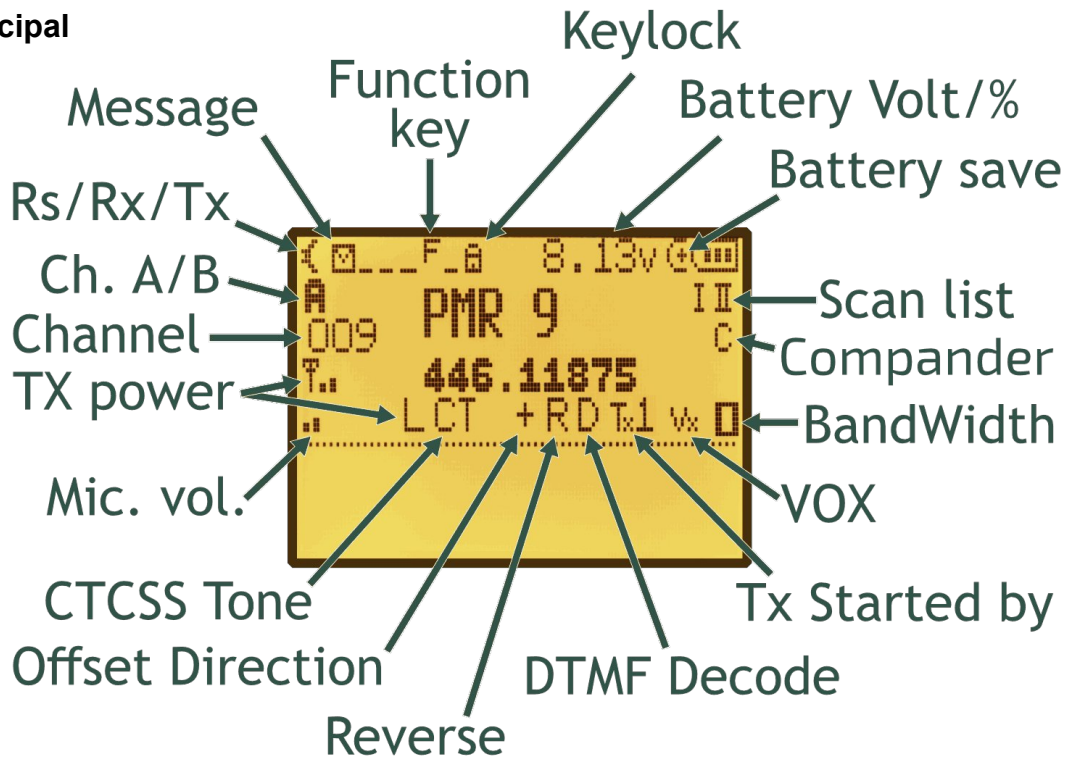 cipal
Keylock
Function
key
Message
Battery Volt/%
Battery save
Rs/Rx/Tx
Ch. A/B
Channel
TX power
Mic. vol.
F 8.13v
A PMR 9 I II
009 C
446.11875
L CT + R D Tx1 Vx
Scan list
Compander
BandWidth
VOX
CTCSS Tone
Tx Started by
Offset Direction
DTMF Decode
Reverse